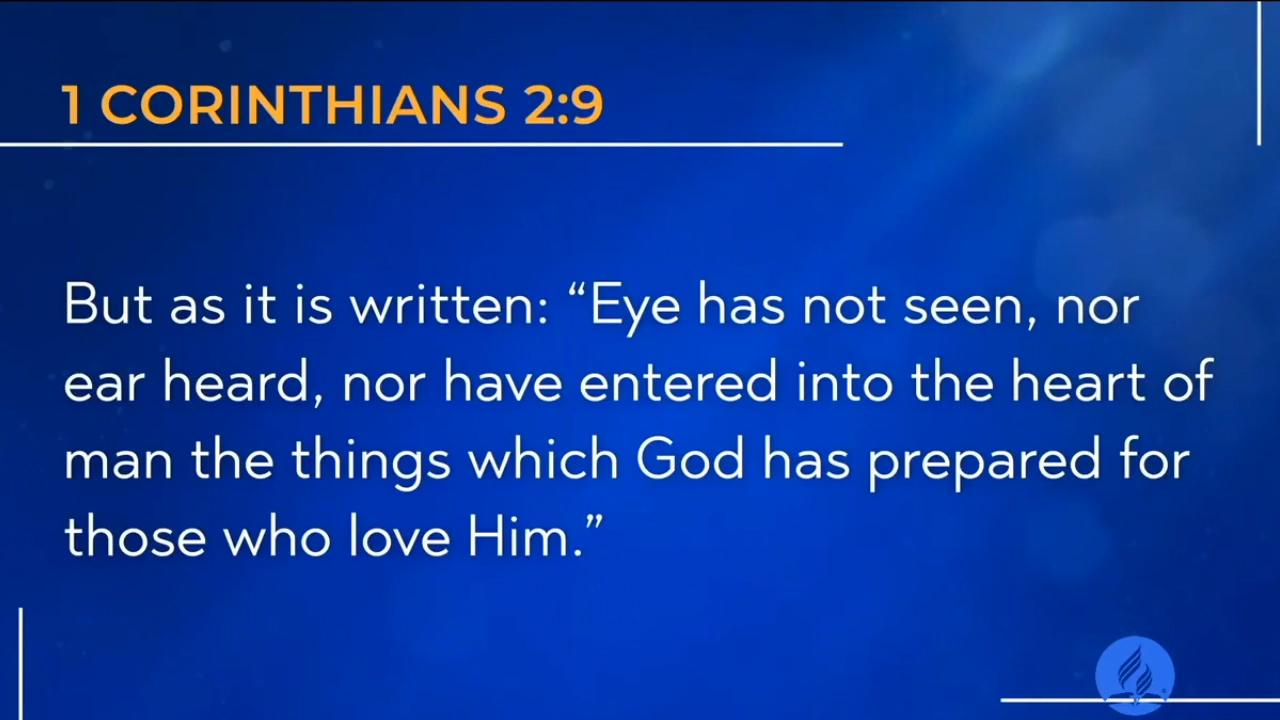 1 CORINTHIANS 2:9
But as it is written: “Eye has not seen, nor
ear heard, nor have entered into the heart of
man the things which God has prepared for
those who love Him.”